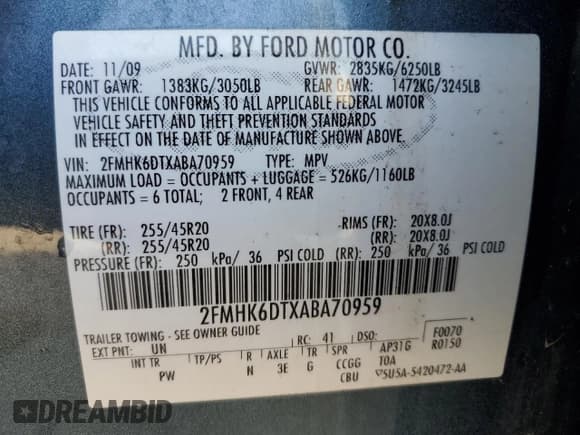 MFD. BY FORD MOTOR CO.
DATE: 11/09 GVWR: 2835KG/6250LB
FRONT GAWR: 1383KG/3050LB REAR GAWR: 1472KG/3245LB
THIS VEHICLE CONFORMS TO ALL APPLICABLE FEDERAL MOTOR
VEHICLE SAFETY AND THEFT PREVENTION STANDARDS
IN EFFECT ON THE DATE OF MANUFACTURE SHOWN ABOVE.
VIN: 2FMHK6DTXABA70959 TYPE: MPV
MAXIMUM LOAD = OCCUPANTS + LUGGAGE = 526KG/1160LB
OCCUPANTS = 6 TOTAL; 2 FRONT, 4 REAR
TIRE (FR): 255/45R20 RIMS (FR): 20X8.0J
(RR): 255/45R20 (RR): 20X8.0J
PRESSURE (FR): 250 kPa/ 36 PSI COLD (RR): 250 kPa/ 36 PSI COLD
2FMHK6DTXABA70959
TRAILER TOWING - SEE OWNER GUIDE
EXT PNT: UN RC: 41 DSO: F0070
R0150
INT TR TP/PS R AXLE TR SPR AP31G
PW N 3E G CCGG TOA
CBU 5U5A-5420472-AA
DREAMBID